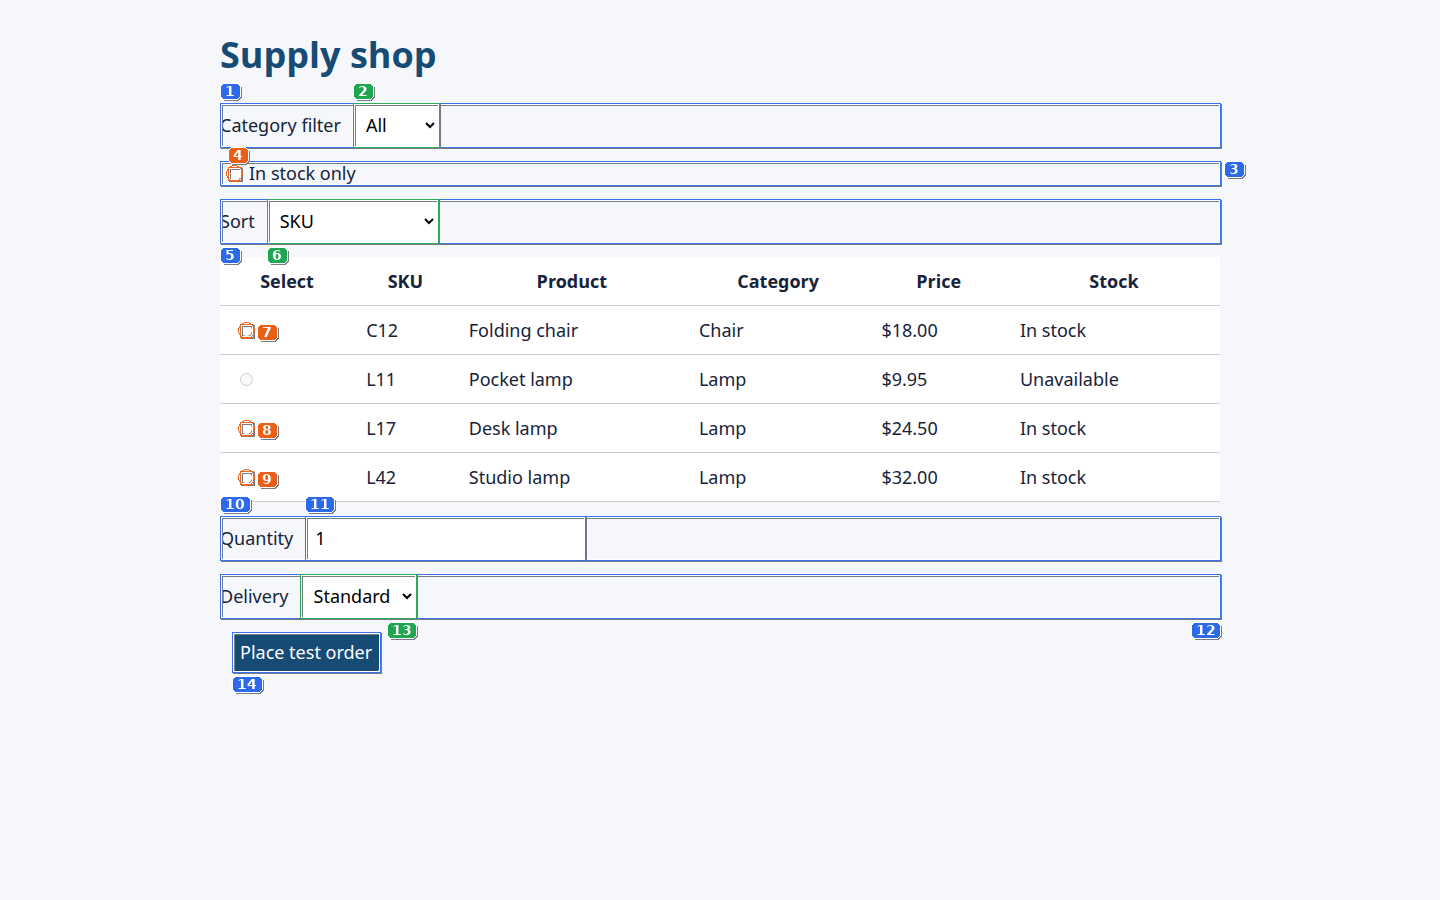 Supply shop
1 2
Category filter All
4
In stock only 3
Sort SKU
5 6
Select SKU Product Category Price Stock
7 C12 Folding chair Chair $18.00 In stock
L11 Pocket lamp Lamp $9.95 Unavailable
8 L17 Desk lamp Lamp $24.50 In stock
9 L42 Studio lamp Lamp $32.00 In stock
10 11
Quantity 1
Delivery Standard
13 12
Place test order
14